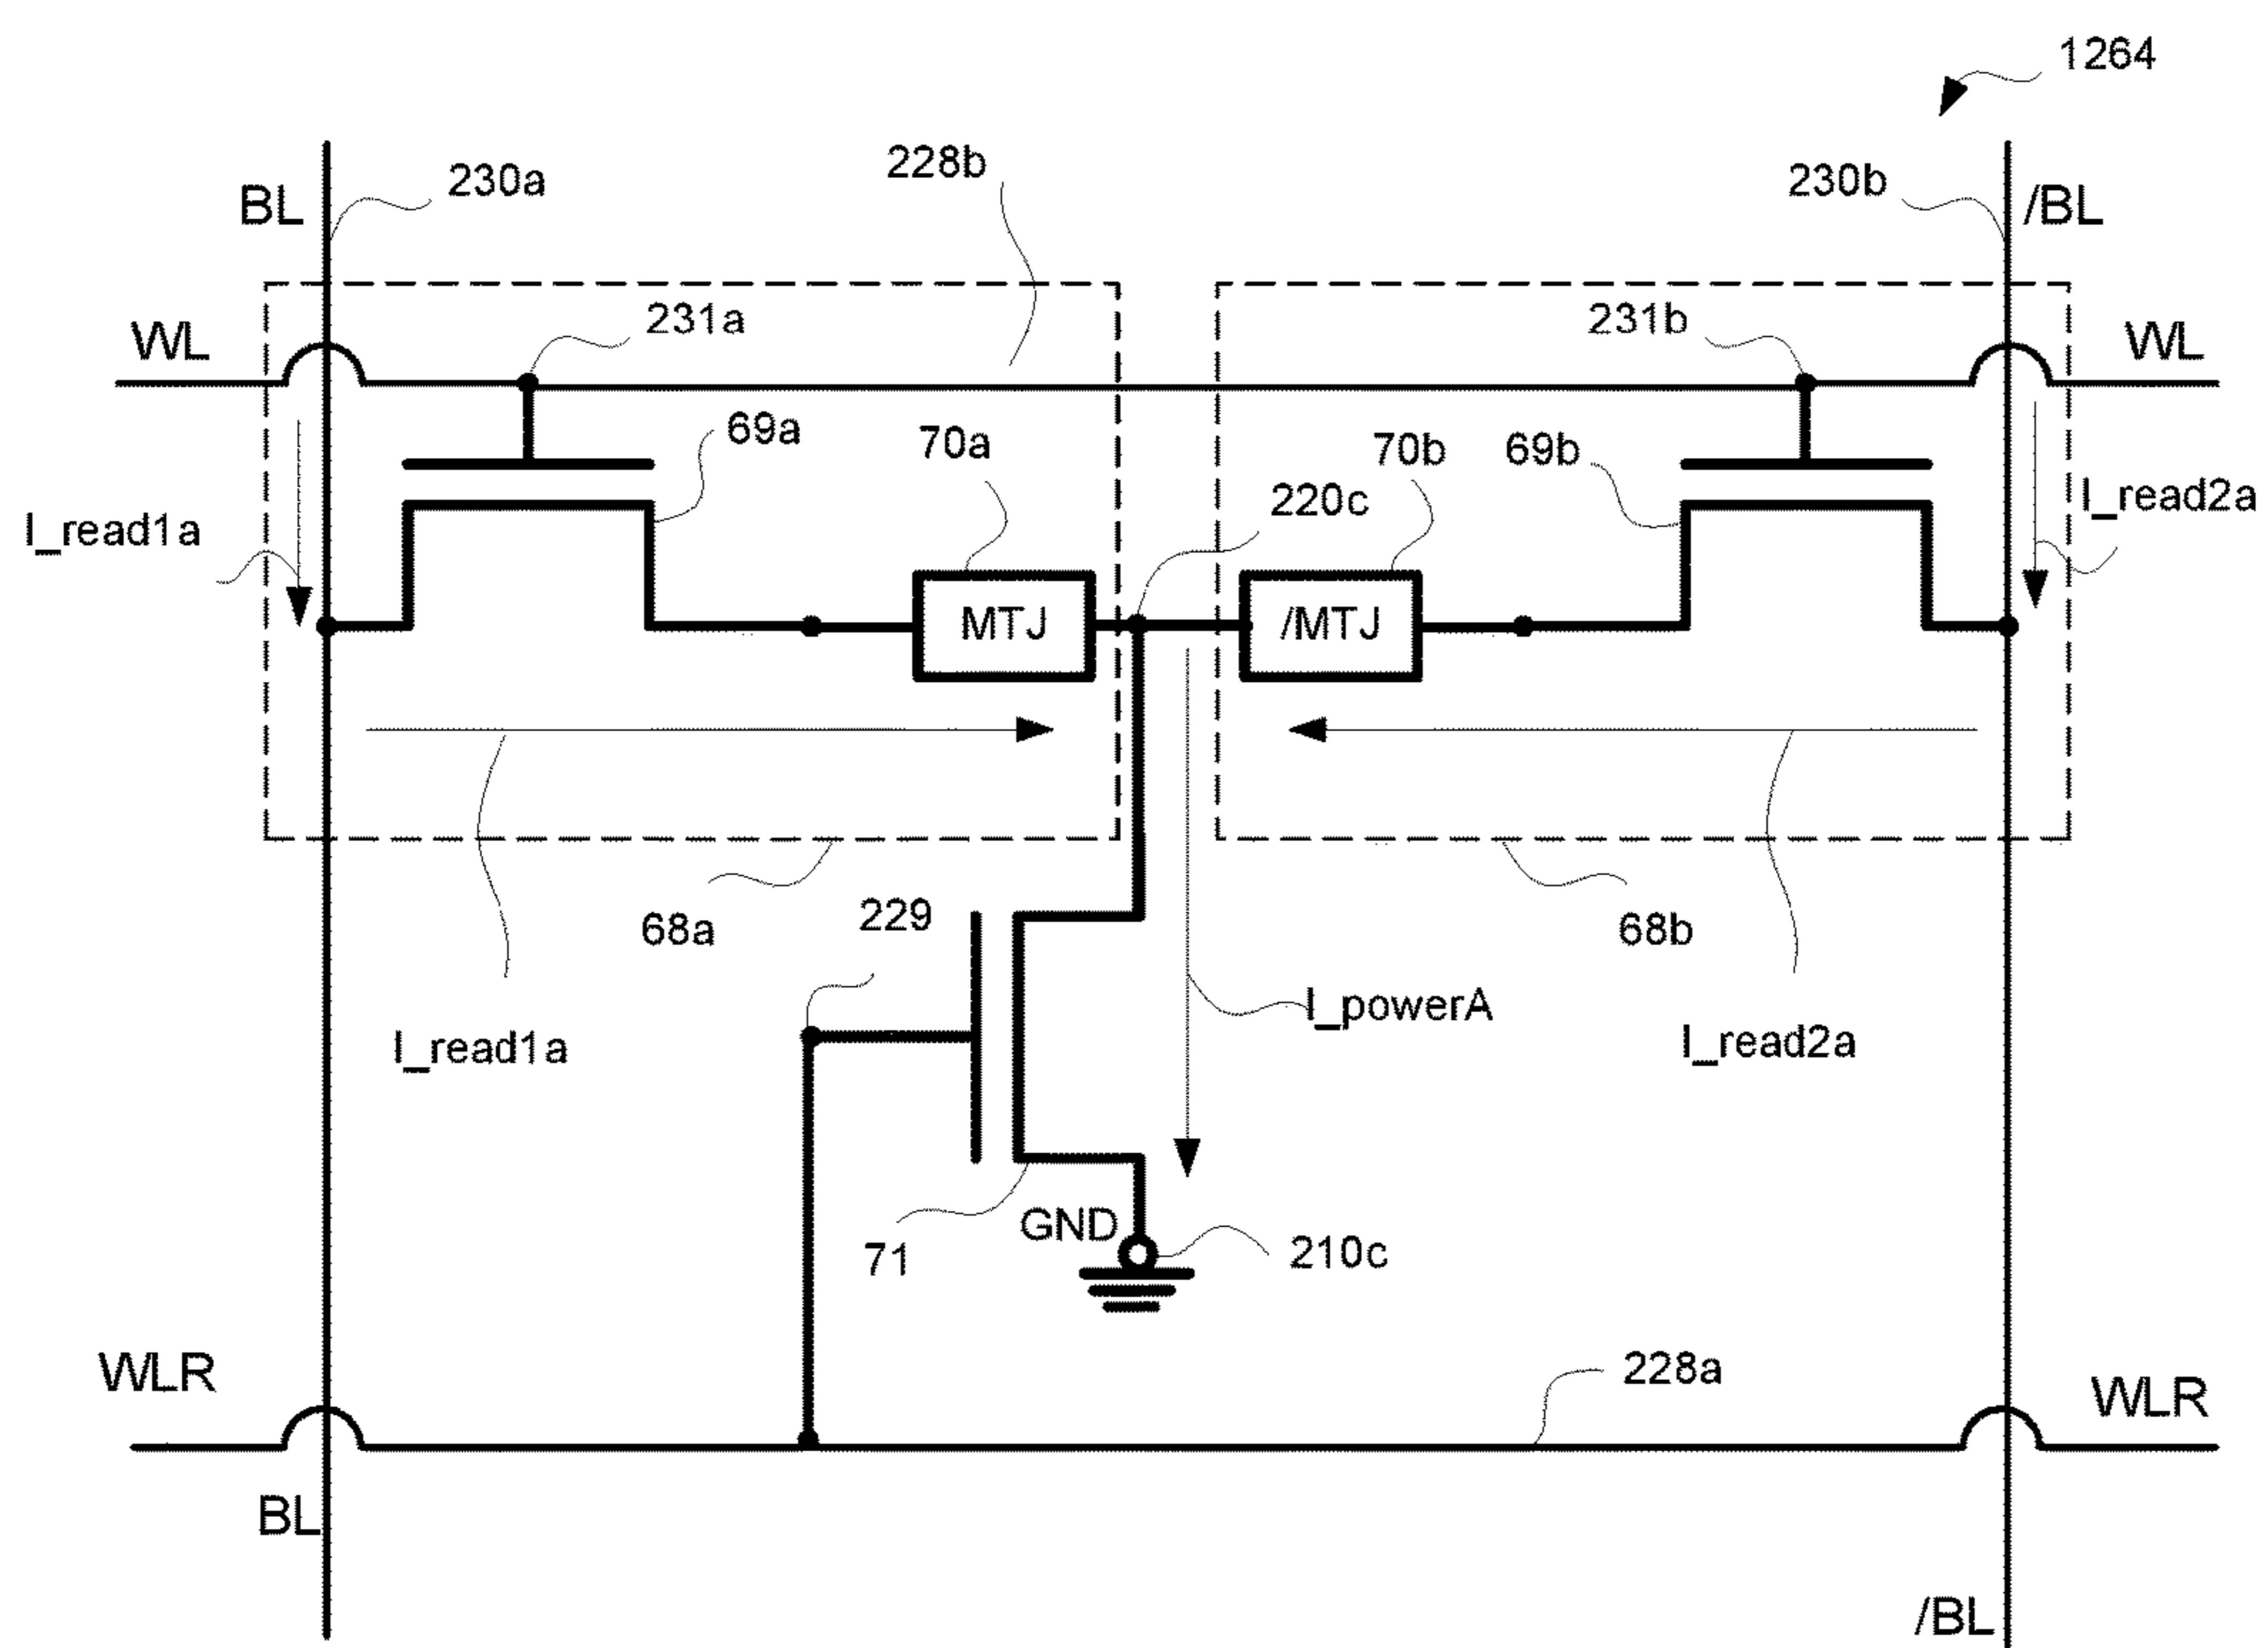 1264
228b
BL
230a
230b
/BL
WL
231a
231b
WL
69a
70a
70b
69b
220c
I_read1a
I_read2a
MTJ
/MTJ
68a
229
68b
I_powerA
I_read1a
I_read2a
GND
71
210c
WLR
228a
WLR
BL
/BL